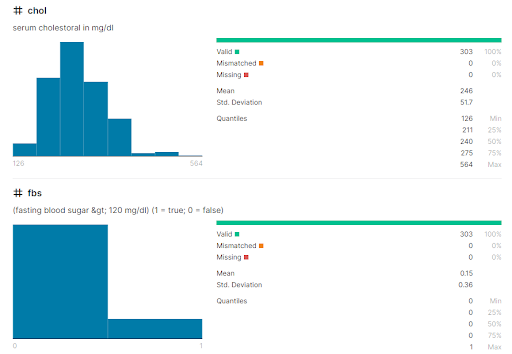 # chol
serum cholestoral in mg/dl
Valid 303 100%
Mismatched 0 0%
Missing 0 0%
Mean 246
Std. Deviation 51.7
Quantiles 126 Min
211 25%
240 50%
275 75%
564 Max
126 564
# fbs
(fasting blood sugar &gt; 120 mg/dl) (1 = true; 0 = false)
Valid 303 100%
Mismatched 0 0%
Missing 0 0%
Mean 0.15
Std. Deviation 0.36
Quantiles 0 Min
0 25%
0 50%
0 75%
1 Max
0 1